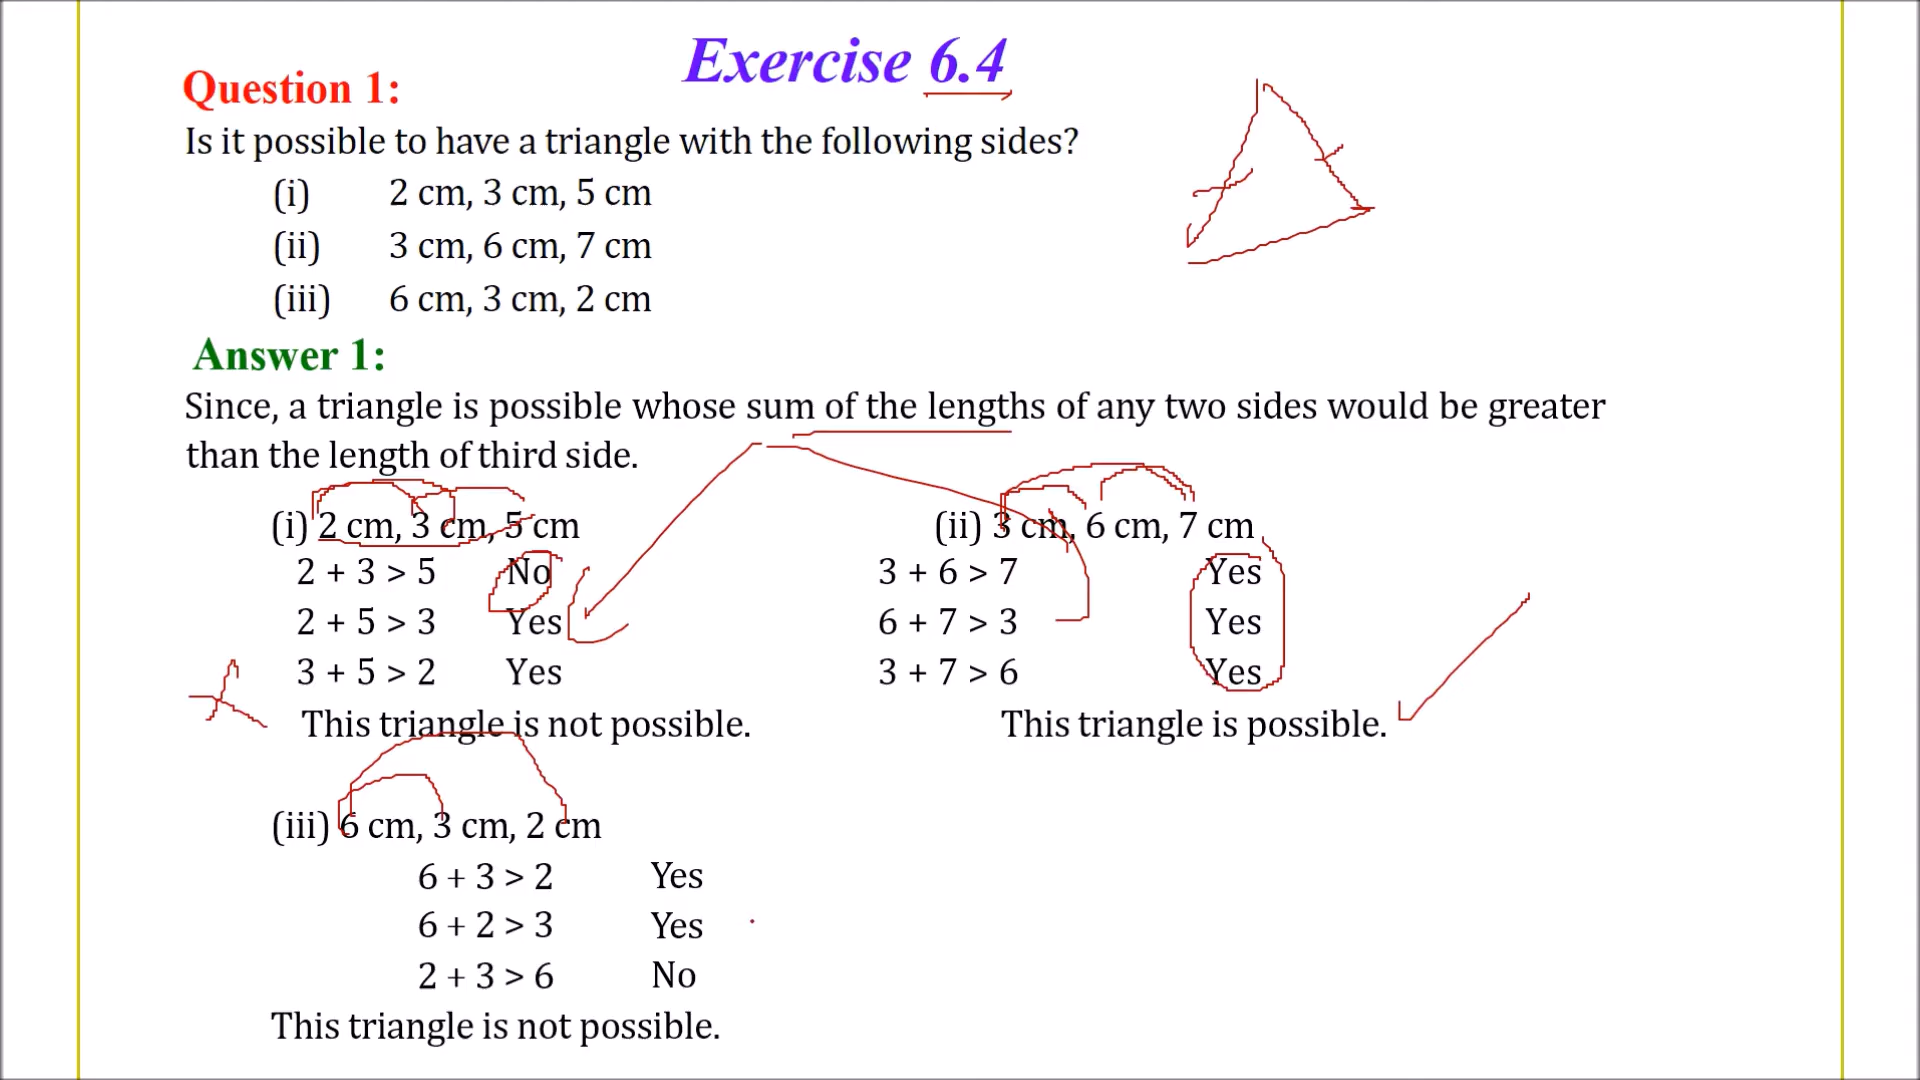 Exercise 6.4
Question 1:
Is it possible to have a triangle with the following sides?
(i) 2 cm, 3 cm, 5 cm
(ii) 3 cm, 6 cm, 7 cm
(iii) 6 cm, 3 cm, 2 cm
Answer 1:
Since, a triangle is possible whose sum of the lengths of any two sides would be greater
than the length of third side.
(i) 2 cm, 3 cm, 5 cm
2 + 3 > 5 No
2 + 5 > 3 Yes
3 + 5 > 2 Yes
This triangle is not possible.
(ii) 3 cm, 6 cm, 7 cm
3 + 6 > 7 Yes
6 + 7 > 3 Yes
3 + 7 > 6 Yes
This triangle is possible.
(iii) 6 cm, 3 cm, 2 cm
6 + 3 > 2 Yes
6 + 2 > 3 Yes
2 + 3 > 6 No
This triangle is not possible.